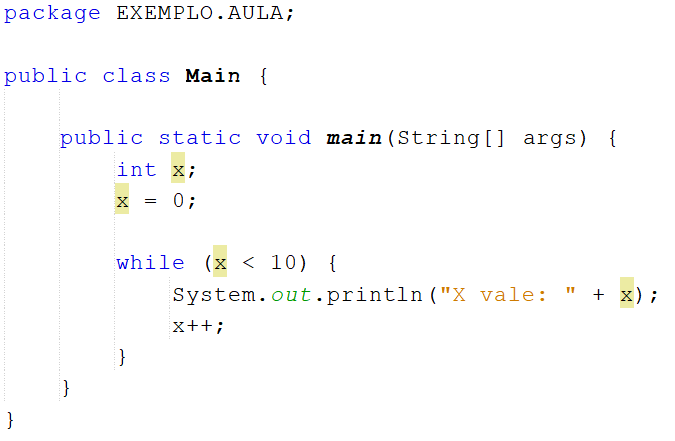 package EXEMPLO.AULA;
public class Main {
public static void main(String[] args) {
int x;
x = 0;
while (x < 10) {
System.out.println("X vale: " + x);
x++;
}
}
}